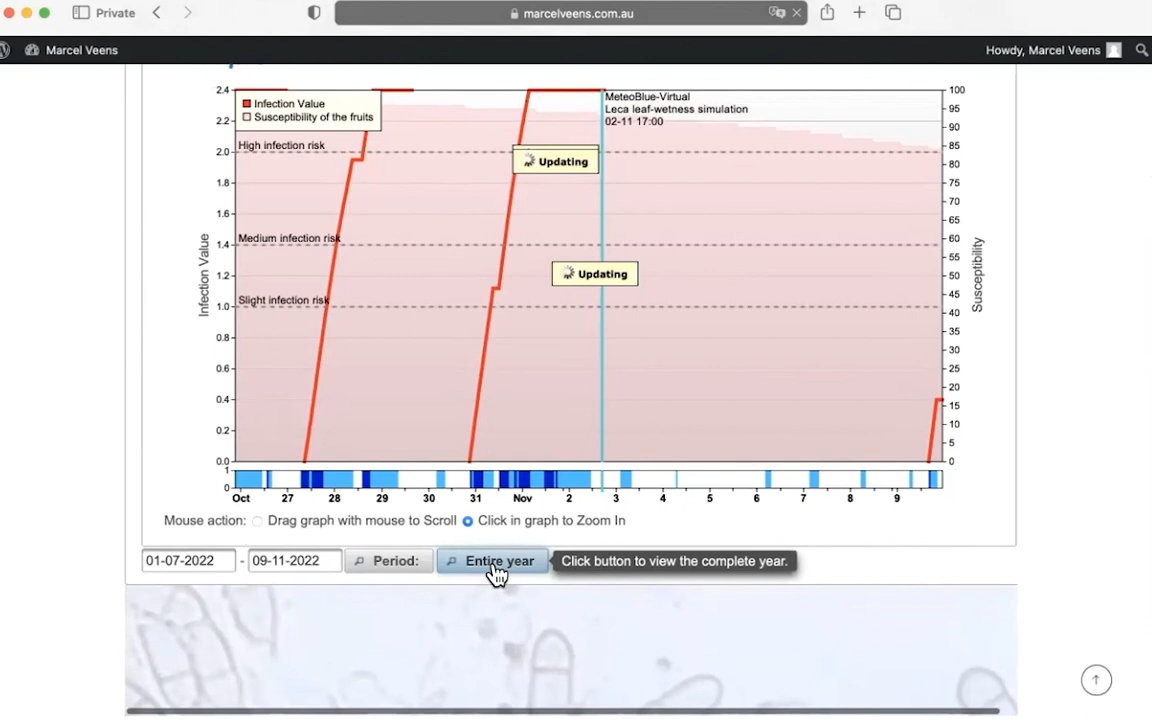 Private
marcelveens.com.au
Marcel Veens
Howdy, Marcel Veens
2.4
2.2
2.0
1.8
1.6
1.4
1.2
1.0
0.8
0.6
0.4
0.2
0.0
Infection Value
Infection Value
Susceptibility of the fruits
High infection risk
Medium infection risk
Slight infection risk
MeteoBlue-Virtual
Leca leaf-wetness simulation
02-11 17:00
Updating
Updating
100
95
90
85
80
75
70
65
60
55
50
45
40
35
30
25
20
15
10
5
0
Susceptibility
1
0
Oct 27 28 29 30 31 Nov 2 3 4 5 6 7 8 9
Mouse action: Drag graph with mouse to Scroll Click in graph to Zoom In
01-07-2022 - 09-11-2022 Period: Entire year Click button to view the complete year.